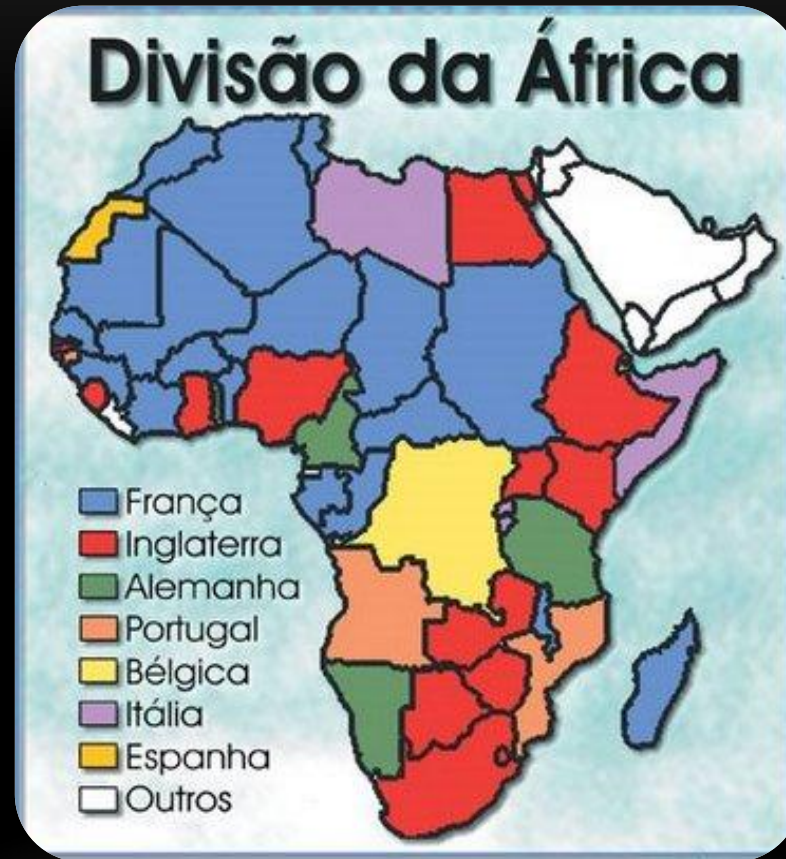 Divisão da África
França
Inglaterra
Alemanha
Portugal
Bélgica
Itália
Espanha
Outros